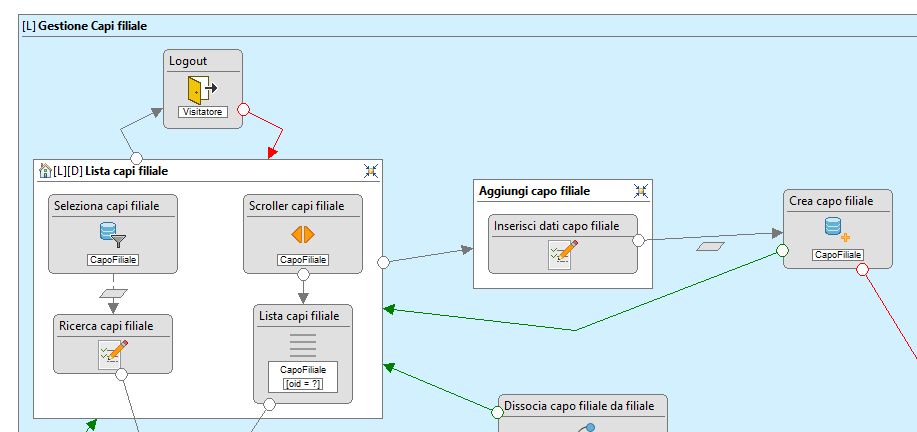 [L] Gestione Capi filiale
Logout
Visitatore
[L][D] Lista capi filiale
Seleziona capi filiale
CapoFiliale
Scroller capi filiale
CapoFiliale
Ricerca capi filiale
Lista capi filiale
CapoFiliale
[oid = ?]
Aggiungi capo filiale
Inserisci dati capo filiale
Crea capo filiale
CapoFiliale
Dissocia capo filiale da filiale